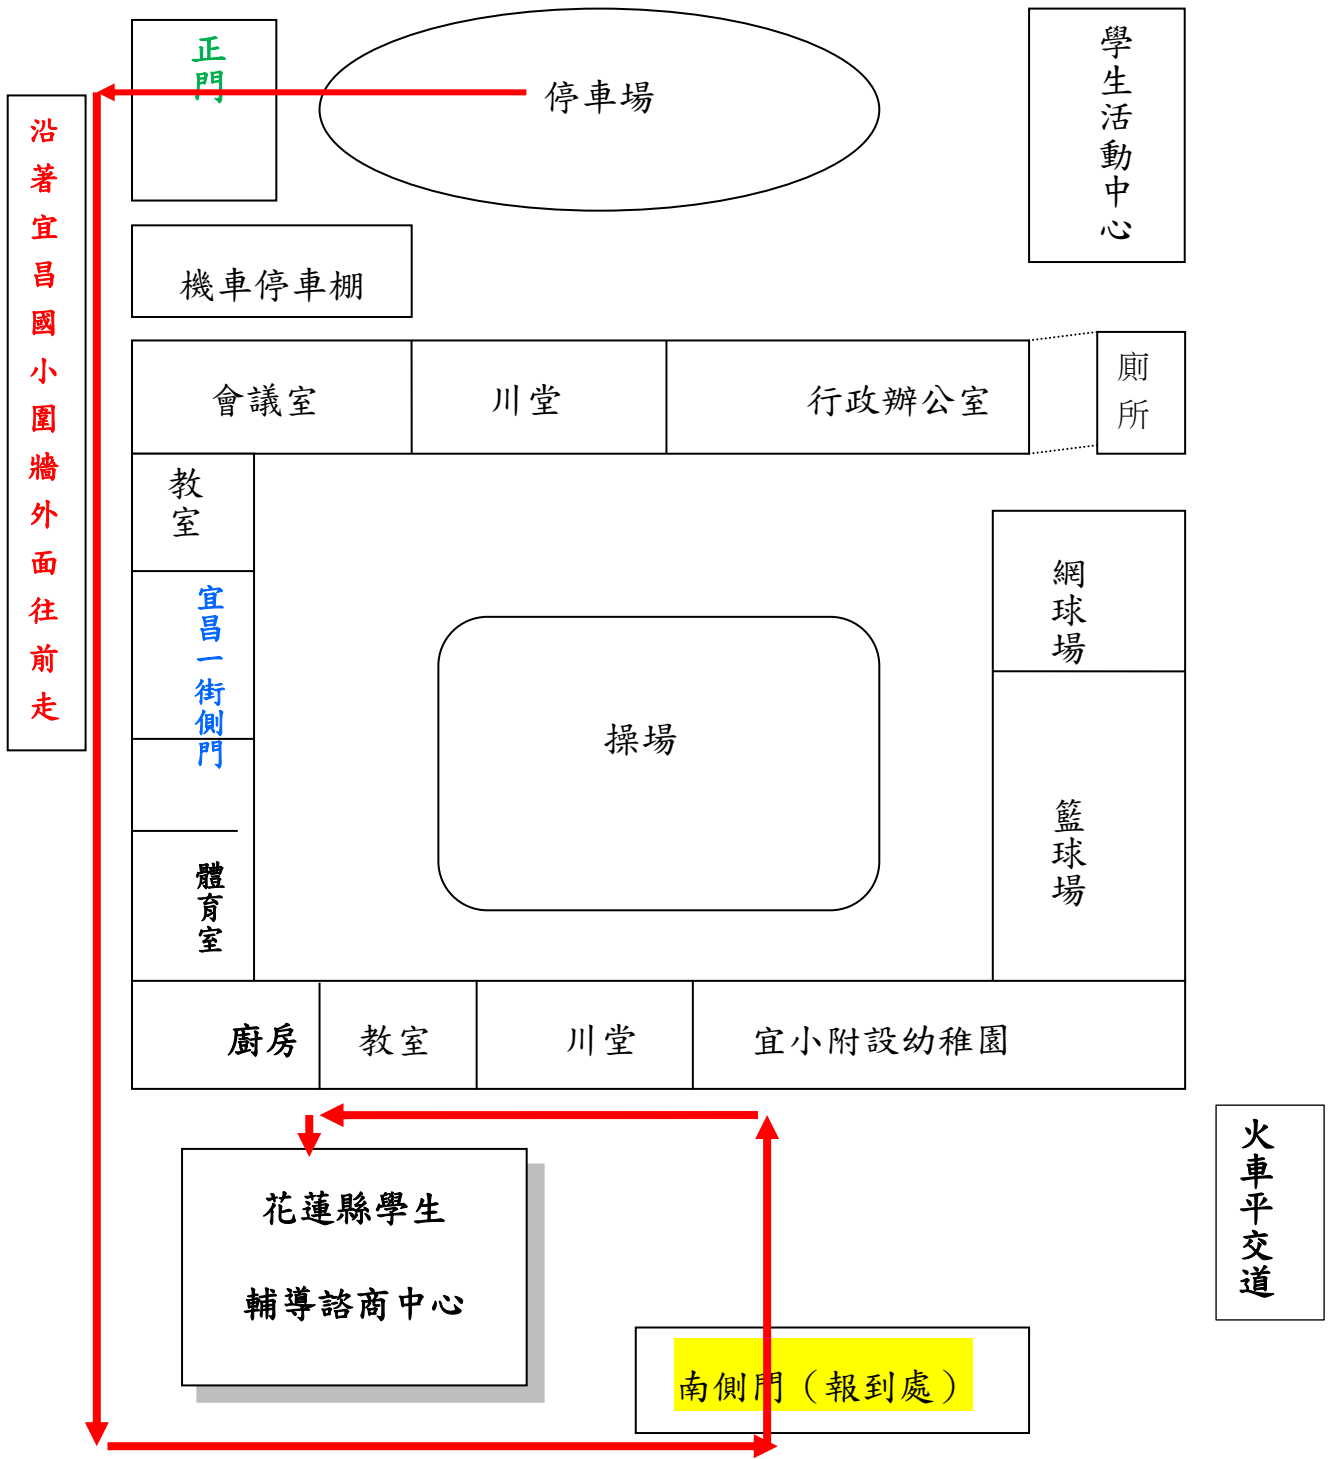 正門
停車場
學生活動中心
沿著宜昌國小圍牆外面往前走
機車停車棚
會議室
川堂
行政辦公室
廁所
教室
宜昌一街側門
網球場
操場
籃球場
體育室
廚房
教室
川堂
宜小附設幼稚園
火車平交道
花蓮縣學生
輔導諮商中心
南側門（報到處）